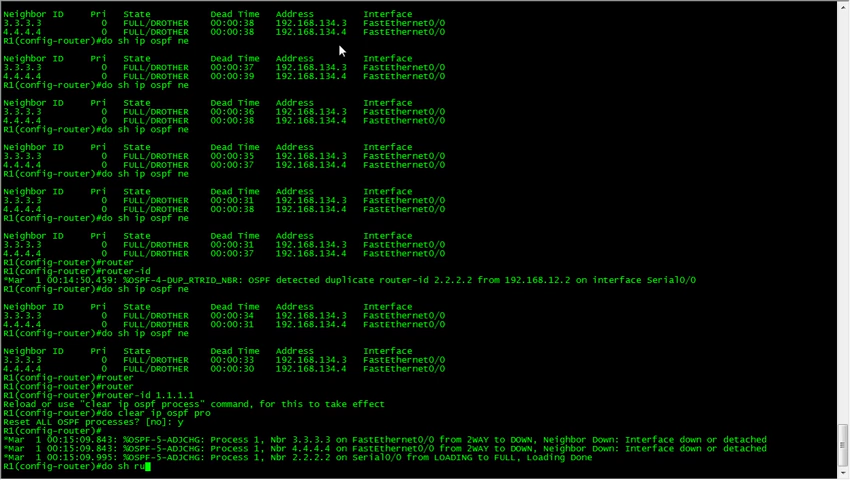 Neighbor ID     Pri   State           Dead Time   Address         Interface
3.3.3.3           0   FULL/DROTHER    00:00:38    192.168.134.3   FastEthernet0/0
4.4.4.4           0   FULL/DROTHER    00:00:38    192.168.134.4   FastEthernet0/0
R1(config-router)#do sh ip ospf ne
Neighbor ID     Pri   State           Dead Time   Address         Interface
3.3.3.3           0   FULL/DROTHER    00:00:37    192.168.134.3   FastEthernet0/0
4.4.4.4           0   FULL/DROTHER    00:00:39    192.168.134.4   FastEthernet0/0
R1(config-router)#do sh ip ospf ne
Neighbor ID     Pri   State           Dead Time   Address         Interface
3.3.3.3           0   FULL/DROTHER    00:00:36    192.168.134.3   FastEthernet0/0
4.4.4.4           0   FULL/DROTHER    00:00:38    192.168.134.4   FastEthernet0/0
R1(config-router)#do sh ip ospf ne
Neighbor ID     Pri   State           Dead Time   Address         Interface
3.3.3.3           0   FULL/DROTHER    00:00:35    192.168.134.3   FastEthernet0/0
4.4.4.4           0   FULL/DROTHER    00:00:37    192.168.134.4   FastEthernet0/0
R1(config-router)#do sh ip ospf ne
Neighbor ID     Pri   State           Dead Time   Address         Interface
3.3.3.3           0   FULL/DROTHER    00:00:31    192.168.134.3   FastEthernet0/0
4.4.4.4           0   FULL/DROTHER    00:00:38    192.168.134.4   FastEthernet0/0
R1(config-router)#do sh ip ospf ne
Neighbor ID     Pri   State           Dead Time   Address         Interface
3.3.3.3           0   FULL/DROTHER    00:00:31    192.168.134.3   FastEthernet0/0
4.4.4.4           0   FULL/DROTHER    00:00:37    192.168.134.4   FastEthernet0/0
R1(config-router)#router
R1(config-router)#router-id
*Mar  1 00:14:50.459: %OSPF-4-DUP_RTRID_NBR: OSPF detected duplicate router-id 2.2.2.2 from 192.168.12.2 on interface Serial0/0
R1(config-router)#do sh ip ospf ne
Neighbor ID     Pri   State           Dead Time   Address         Interface
3.3.3.3           0   FULL/DROTHER    00:00:34    192.168.134.3   FastEthernet0/0
4.4.4.4           0   FULL/DROTHER    00:00:31    192.168.134.4   FastEthernet0/0
R1(config-router)#do sh ip ospf ne
Neighbor ID     Pri   State           Dead Time   Address         Interface
3.3.3.3           0   FULL/DROTHER    00:00:33    192.168.134.3   FastEthernet0/0
4.4.4.4           0   FULL/DROTHER    00:00:30    192.168.134.4   FastEthernet0/0
R1(config-router)#router
R1(config-router)#router
R1(config-router)#router-id 1.1.1.1
Reload or use "clear ip ospf process" command, for this to take effect
R1(config-router)#do clear ip ospf pro
Reset ALL OSPF processes? [no]: y
R1(config-router)#
*Mar  1 00:15:09.843: %OSPF-5-ADJCHG: Process 1, Nbr 3.3.3.3 on FastEthernet0/0 from 2WAY to DOWN, Neighbor Down: Interface down or detached
*Mar  1 00:15:09.843: %OSPF-5-ADJCHG: Process 1, Nbr 4.4.4.4 on FastEthernet0/0 from 2WAY to DOWN, Neighbor Down: Interface down or detached
*Mar  1 00:15:09.995: %OSPF-5-ADJCHG: Process 1, Nbr 2.2.2.2 on Serial0/0 from LOADING to FULL, Loading Done
R1(config-router)#do sh ru